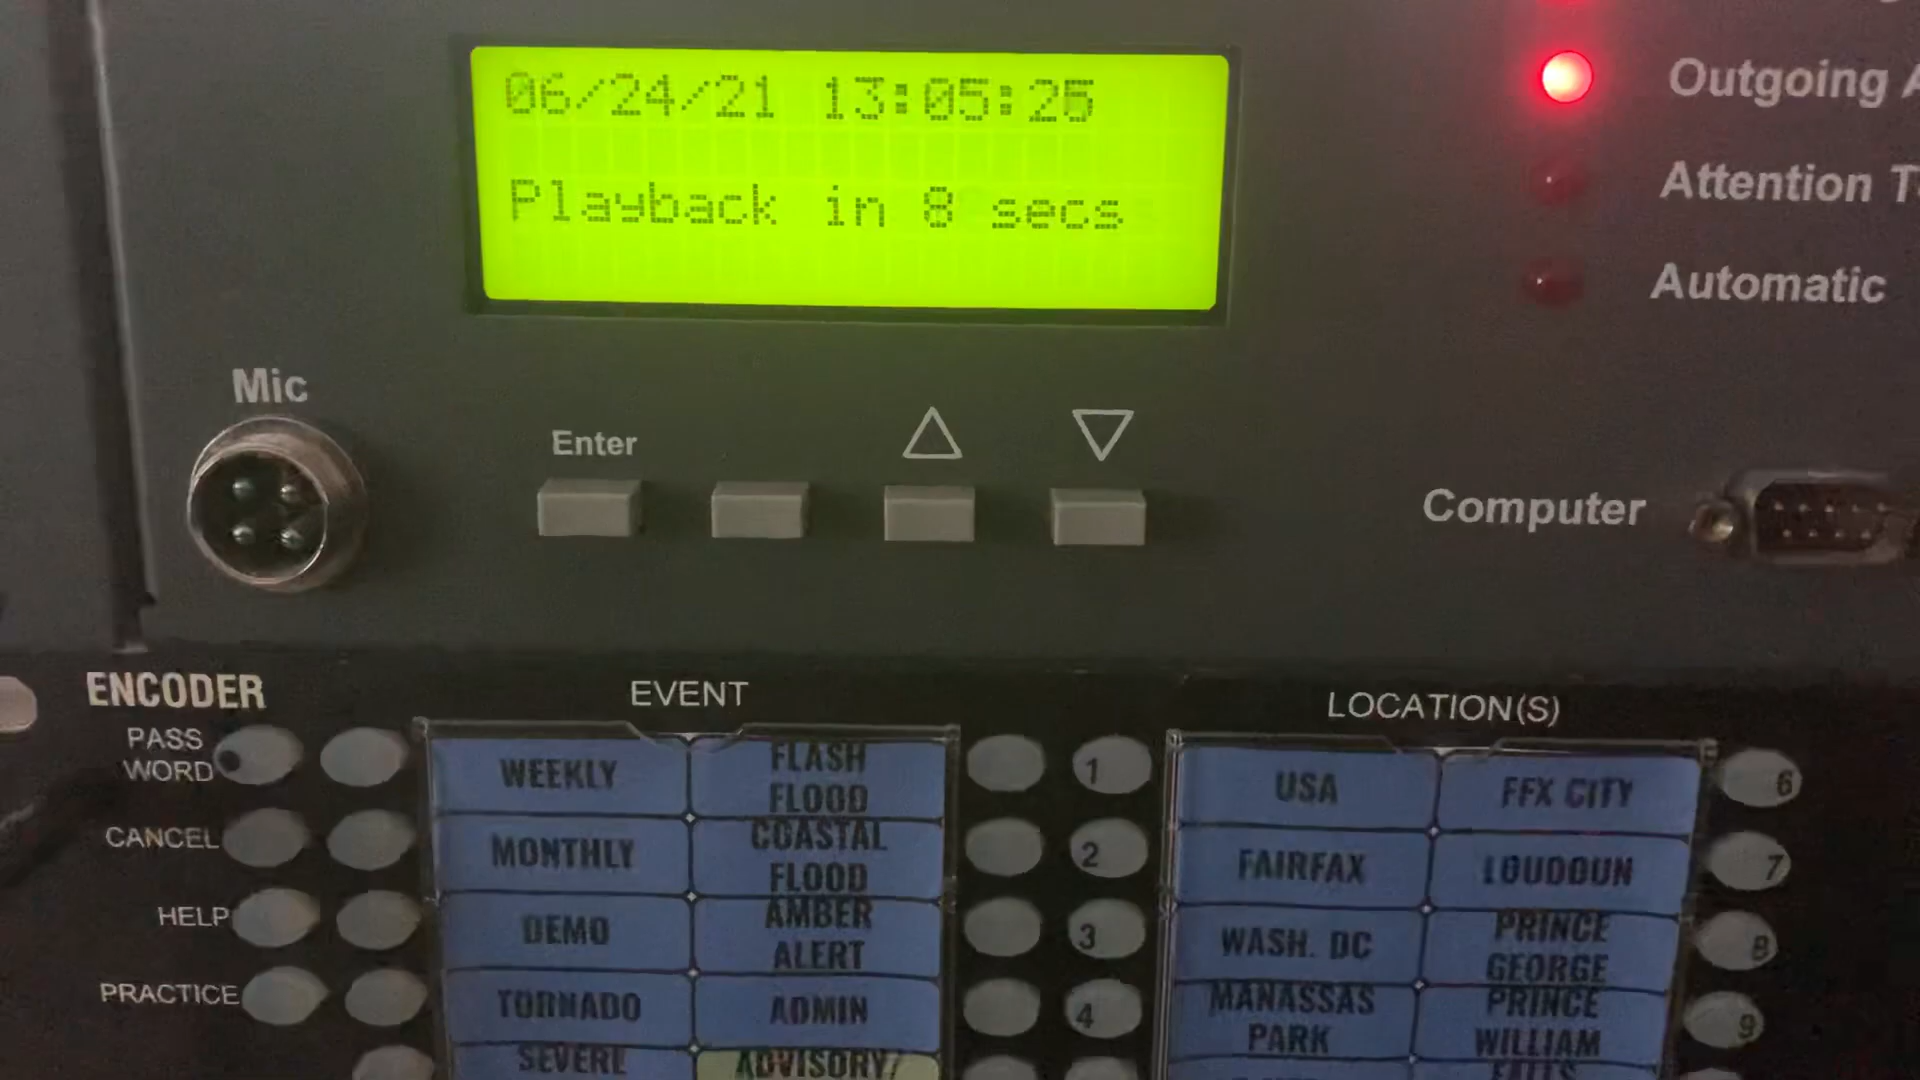 06/24/21 13:05:25
Playback in 8 secs
Outgoing A
Attention T
Automatic
Mic
Enter
Computer
ENCODER
PASS
WORD
CANCEL
HELP
PRACTICE
EVENT
WEEKLY
FLASH
FLOOD
MONTHLY
COASTAL
FLOOD
DEMO
AMBER
ALERT
TORNADO
ADMIN
SEVERE
ADVISORY/
1
2
3
4
LOCATION(S)
USA
FFX CITY
FAIRFAX
LOUDOUN
WASH. DC
PRINCE
GEORGE
MANASSAS
PARK
PRINCE
WILLIAM
FALLS
6
7
8
9